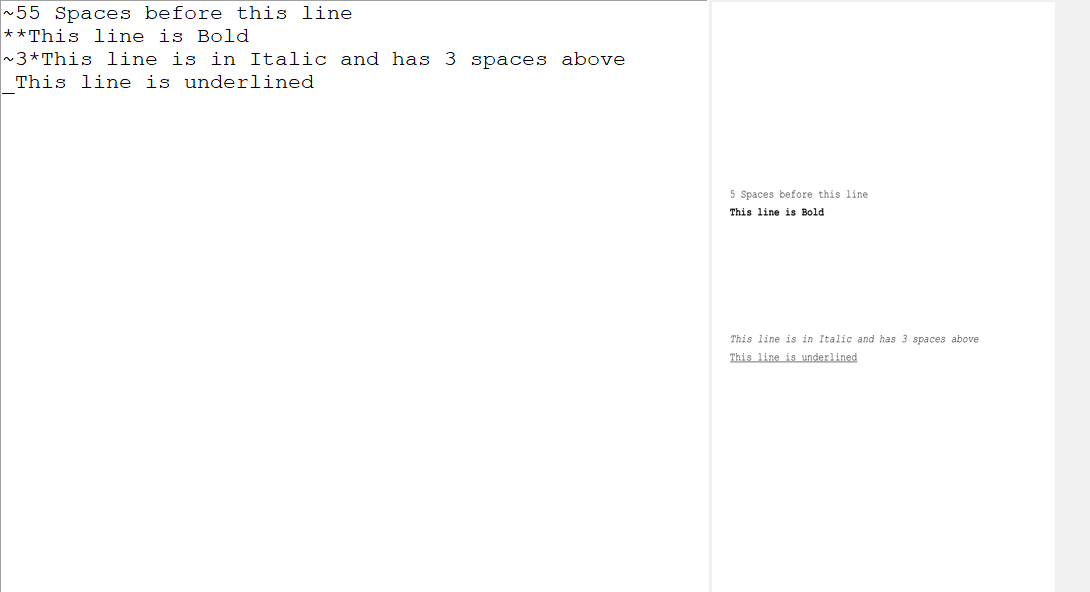 ~55 Spaces before this line
**This line is Bold
~3*This line is in Italic and has 3 spaces above
_This line is underlined
5 Spaces before this line
This line is Bold
This line is in Italic and has 3 spaces above
This line is underlined